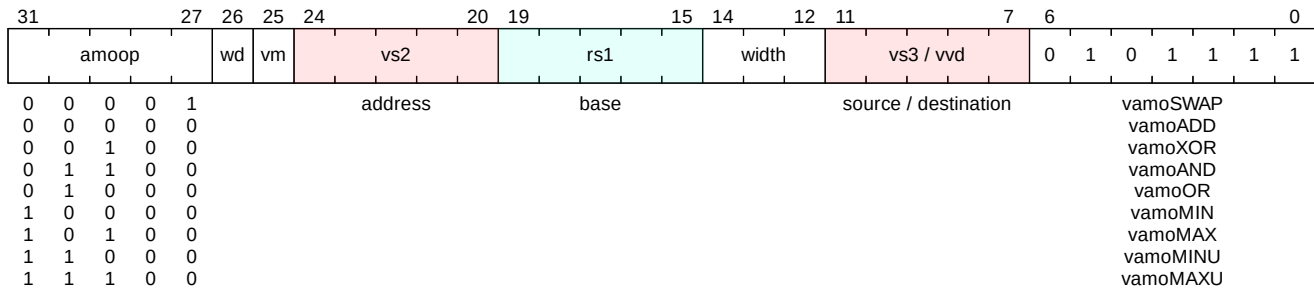 31 27 26 25 24 20 19 15 14 12 11 7 6 0
amoop wd vm vs2 rs1 width vs3 / vvd 0 1 0 1 1 1 1
0 0 0 0 1 address base source / destination vamoSWAP
0 0 0 0 0 vamoADD
0 0 1 0 0 vamoXOR
0 1 1 0 0 vamoAND
0 1 0 0 0 vamoOR
1 0 0 0 0 vamoMIN
1 0 1 0 0 vamoMAX
1 1 0 0 0 vamoMINU
1 1 1 0 0 vamoMAXU